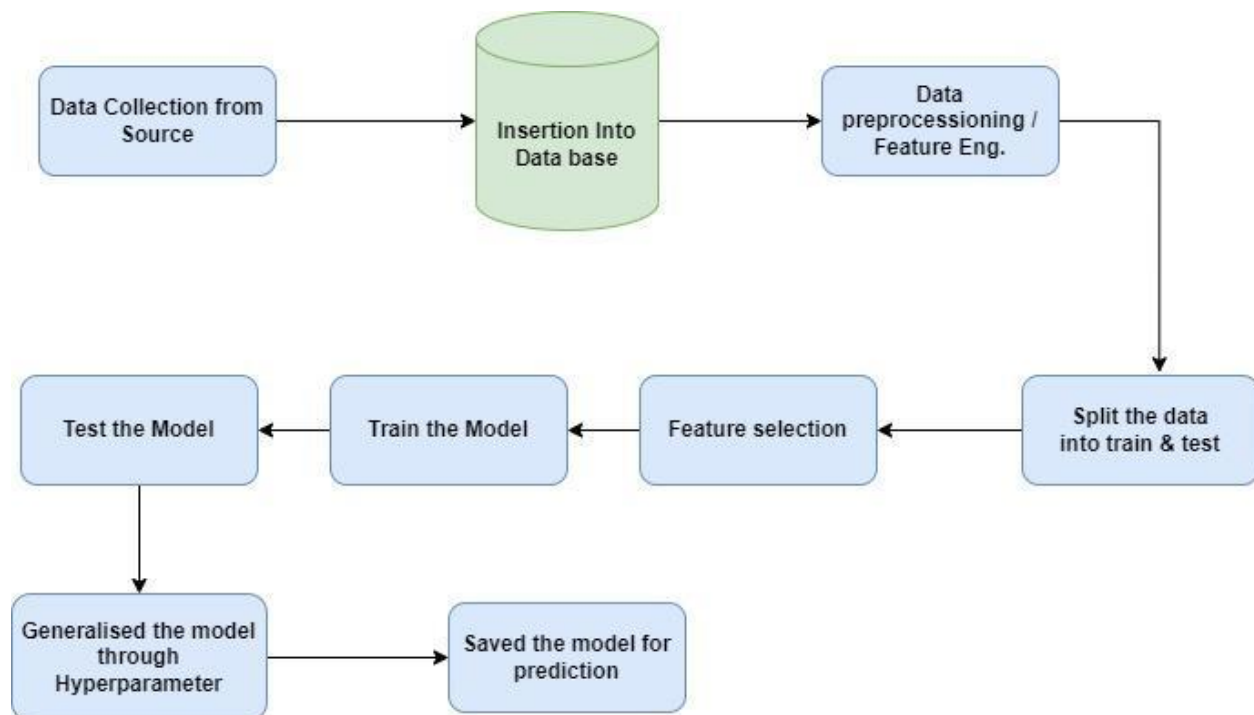 Data Collection from
Source
Insertion Into
Data base
Data
preprocessioning /
Feature Eng.
Test the Model
Train the Model
Feature selection
Split the data
into train & test
Generalised the model
through
Hyperparameter
Saved the model for
prediction